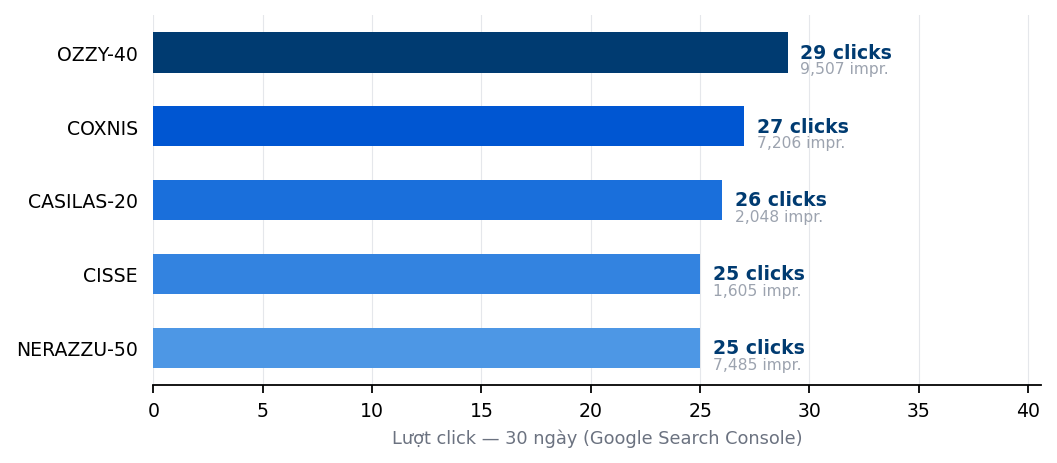 OZZY-40
29 clicks
9,507 impr.
COXNIS
27 clicks
7,206 impr.
CASILAS-20
26 clicks
2,048 impr.
CISSE
25 clicks
1,605 impr.
NERAZZU-50
25 clicks
7,485 impr.
0 5 10 15 20 25 30 35 40
Lượt click — 30 ngày (Google Search Console)